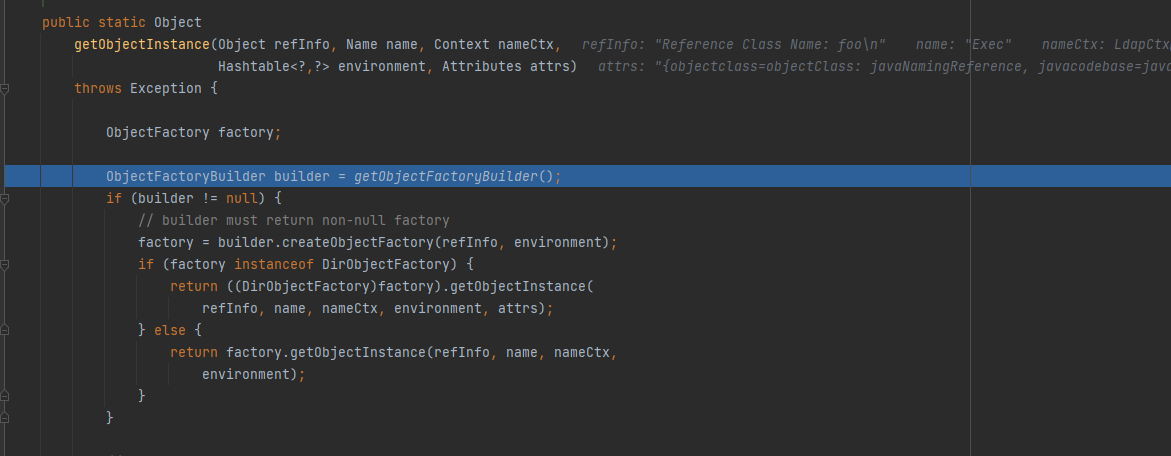 public static Object
getObjectInstance(Object refInfo, Name name, Context nameCtx,   refInfo: "Reference Class Name: foo\n"    name: "Exec"    nameCtx: LdapCtx
Hashtable<?,?> environment, Attributes attrs)   attrs: "{objectclass=objectClass: javaNamingReference, javacodebase=java
throws Exception {
ObjectFactory factory;
ObjectFactoryBuilder builder = getObjectFactoryBuilder();
if (builder != null) {
// builder must return non-null factory
factory = builder.createObjectFactory(refInfo, environment);
if (factory instanceof DirObjectFactory) {
return ((DirObjectFactory)factory).getObjectInstance(
refInfo, name, nameCtx, environment, attrs);
} else {
return factory.getObjectInstance(refInfo, name, nameCtx,
environment);
}
}